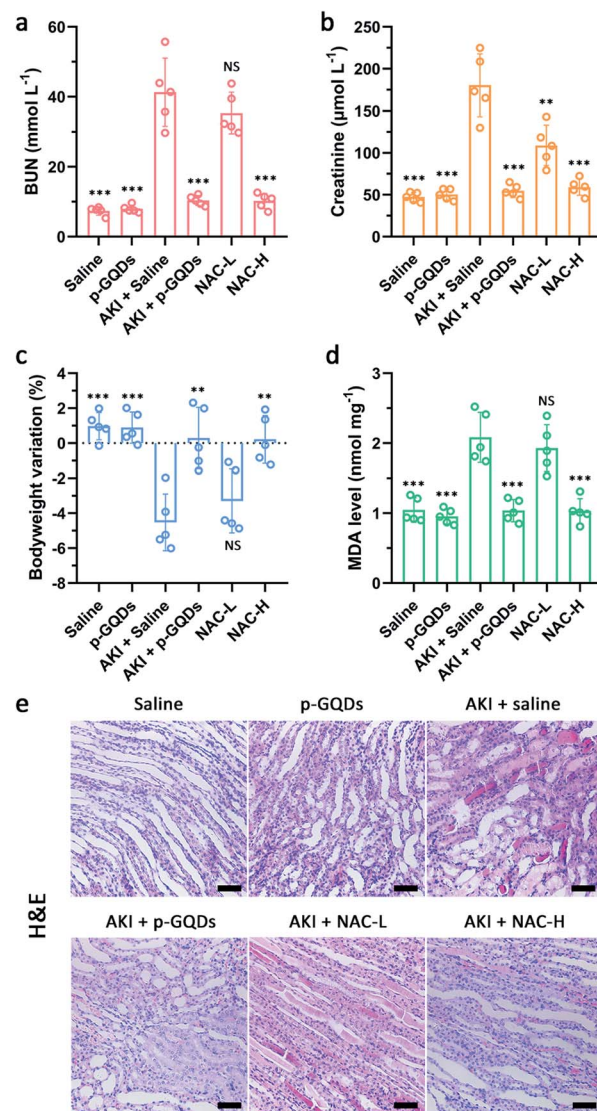 a
BUN (mmol L⁻¹)
60
40
20
0
***
***
***
NS
***
Saline
p-GQDs
AKI + Saline
AKI + p-GQDs
NAC-L
NAC-H
b
Creatinine (μmol L⁻¹)
250
200
150
100
50
0
***
***
***
**
***
Saline
p-GQDs
AKI + Saline
AKI + p-GQDs
NAC-L
NAC-H
c
Bodyweight variation (%)
4
2
0
-2
-4
-6
-8
***
***
**
NS
**
Saline
p-GQDs
AKI + Saline
AKI + p-GQDs
NAC-L
NAC-H
d
MDA level (nmol mg⁻¹)
3
2
1
0
***
***
***
NS
***
Saline
p-GQDs
AKI + Saline
AKI + p-GQDs
NAC-L
NAC-H
e
H&E
Saline
p-GQDs
AKI + saline
AKI + p-GQDs
AKI + NAC-L
AKI + NAC-H